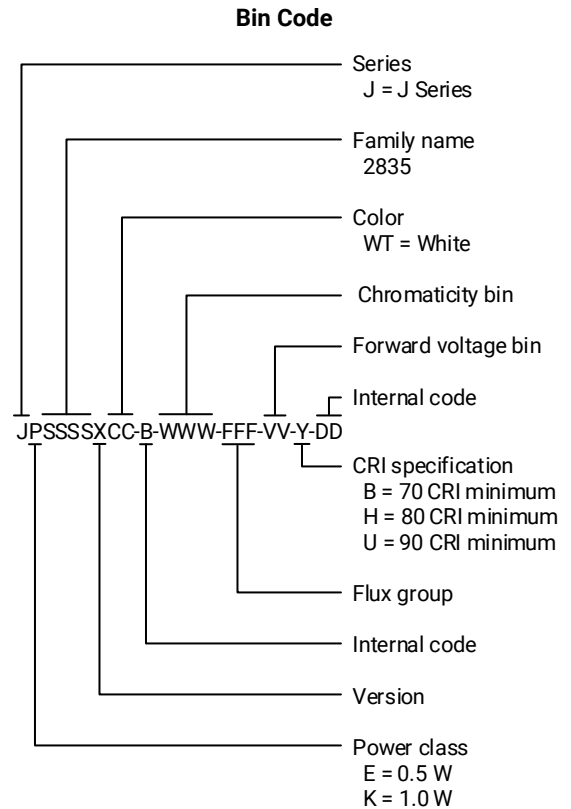 Bin Code
Series
J = J Series
Family name
2835
Color
WT = White
Chromaticity bin
Forward voltage bin
Internal code
JPSSSSXCC-B-WWW-FFF-VV-Y-DD
CRI specification
B = 70 CRI minimum
H = 80 CRI minimum
U = 90 CRI minimum
Flux group
Internal code
Version
Power class
E = 0.5 W
K = 1.0 W